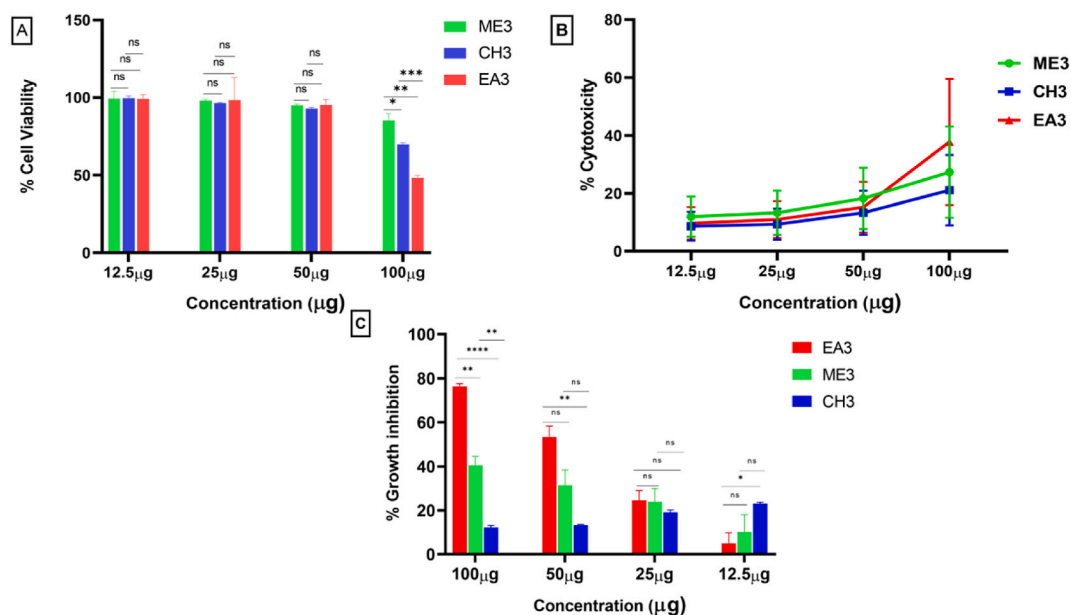 A
% Cell Viability
150
100
50
0
ns
ns
ns
ns
ns
ns
ns
ns
ns
***
**
*
ME3
CH3
EA3
12.5µg
25µg
50µg
100µg
Concentration (µg)
B
% Cytotoxicity
80
60
40
20
0
ME3
CH3
EA3
12.5µg
25µg
50µg
100µg
Concentration (µg)
C
% Growth inhibition
100
80
60
40
20
0
**
****
**
ns
**
ns
ns
ns
ns
ns
*
ns
EA3
ME3
CH3
100µg
50µg
25µg
12.5µg
Concentration (µg)